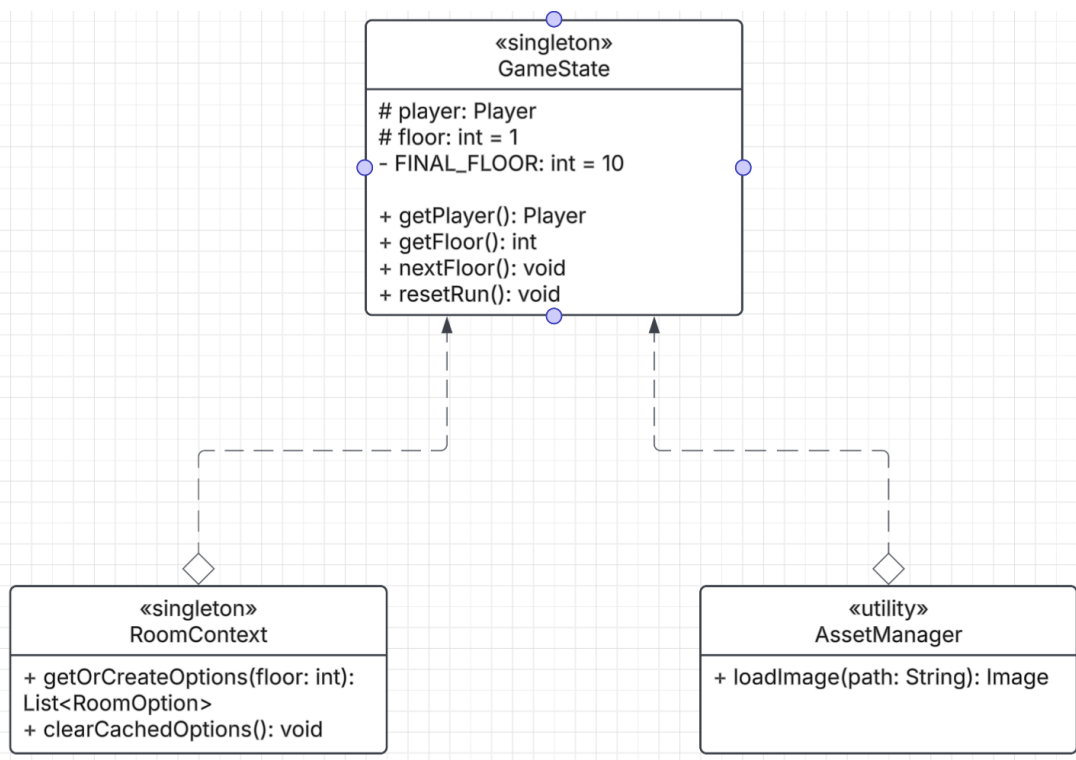 «singleton»
GameState
# player: Player
# floor: int = 1
- FINAL_FLOOR: int = 10
+ getPlayer(): Player
+ getFloor(): int
+ nextFloor(): void
+ resetRun(): void
«singleton»
RoomContext
+ getOrCreateOptions(floor: int):
List<RoomOption>
+ clearCachedOptions(): void
«utility»
AssetManager
+ loadImage(path: String): Image